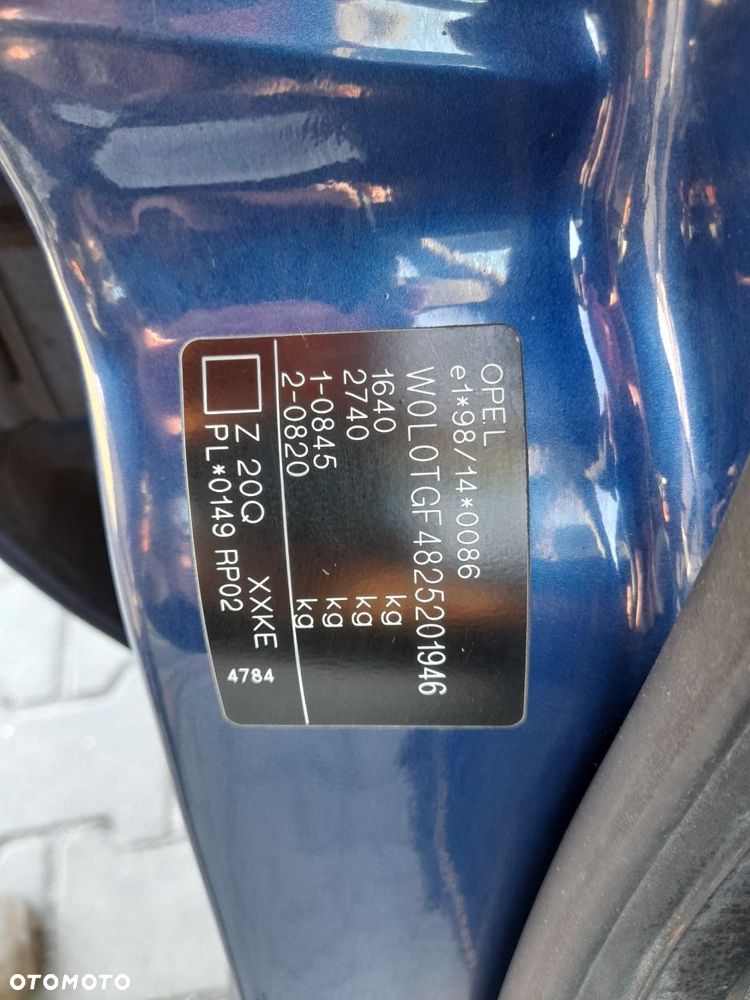 OPEL
e1*98/14*0086
W0L0TGF4825201946
1640 kg
2740 kg
1-0845 kg
2-0820 kg
Z 20Q XXKE
PL*0149 RP02
4784
OTOMOTO